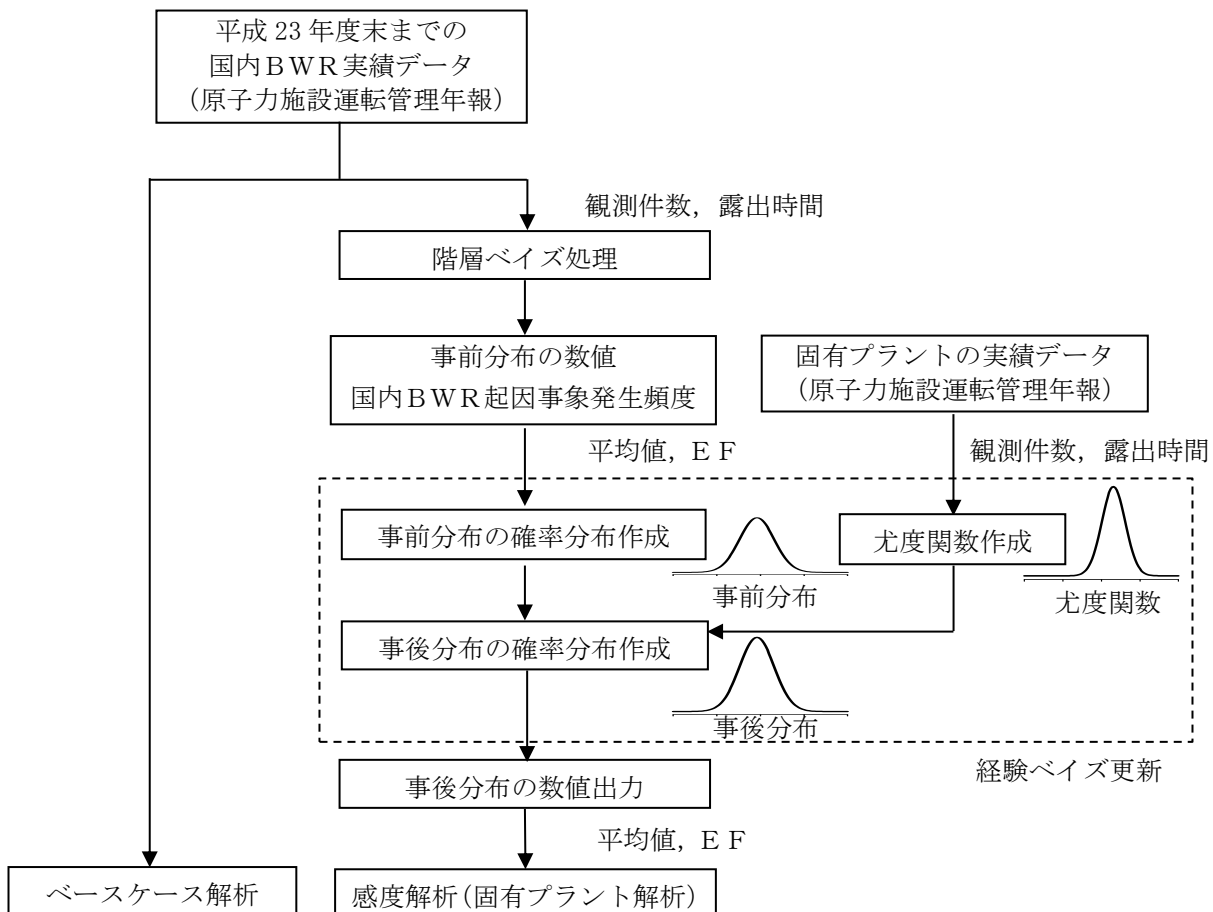 平成 23 年度末までの
国内ＢＷＲ実績データ
（原子力施設運転管理年報）
観測件数，露出時間
階層ベイズ処理
事前分布の数値
国内ＢＷＲ起因事象発生頻度
固有プラントの実績データ
（原子力施設運転管理年報）
平均値，ＥＦ
観測件数，露出時間
事前分布の確率分布作成
事前分布
尤度関数作成
尤度関数
事後分布の確率分布作成
事後分布
経験ベイズ更新
事後分布の数値出力
平均値，ＥＦ
ベースケース解析
感度解析(固有プラント解析)